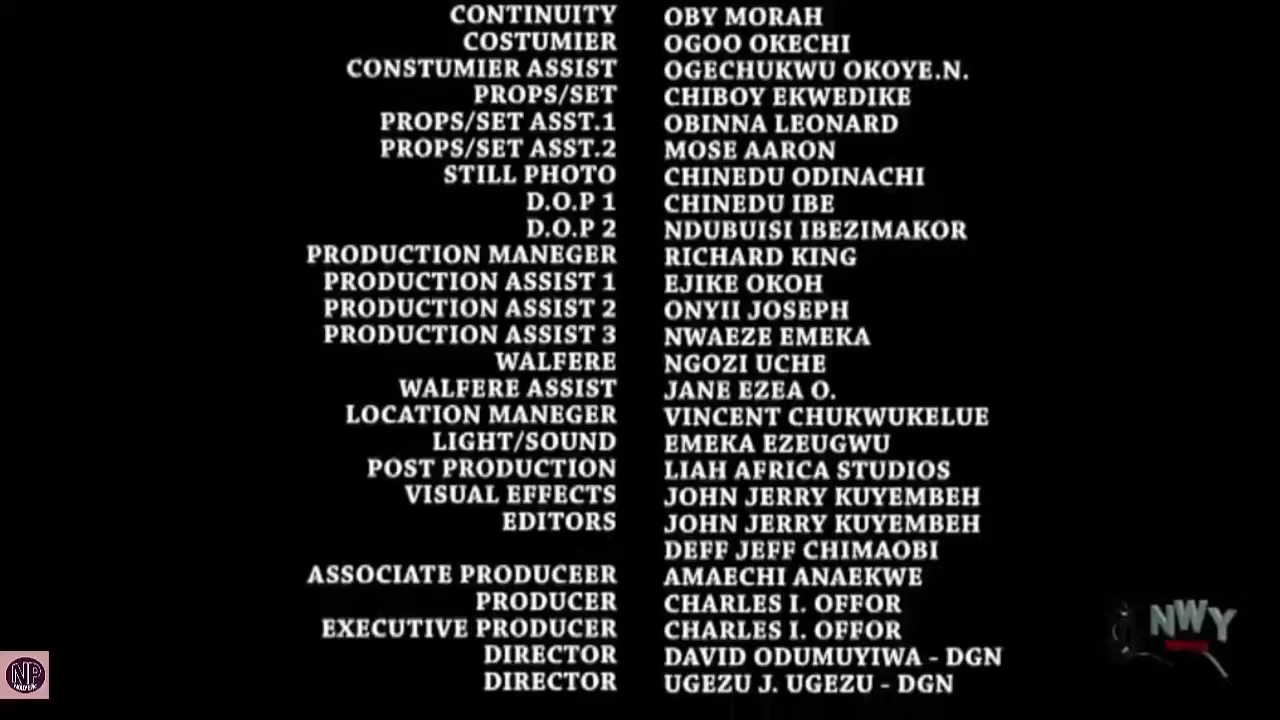 CONTINUITY OBY MORAH
COSTUMIER OGOO OKECHI
CONSTUMIER ASSIST OGECHUKWU OKOYE.N.
PROPS/SET CHIBOY EKWEDIKE
PROPS/SET ASST.1 OBINNA LEONARD
PROPS/SET ASST.2 MOSE AARON
STILL PHOTO CHINEDU ODINACHI
D.O.P 1 CHINEDU IBE
D.O.P 2 NDUBUISI IBEZIMAKOR
PRODUCTION MANEGER RICHARD KING
PRODUCTION ASSIST 1 EJIKE OKOH
PRODUCTION ASSIST 2 ONYII JOSEPH
PRODUCTION ASSIST 3 NWAEZE EMEKA
WALFERE NGOZI UCHE
WALFERE ASSIST JANE EZEA O.
LOCATION MANEGER VINCENT CHUKWUKELUE
LIGHT/SOUND EMEKA EZEUGWU
POST PRODUCTION LIAH AFRICA STUDIOS
VISUAL EFFECTS JOHN JERRY KUYEMBEH
EDITORS JOHN JERRY KUYEMBEH
DEFF JEFF CHIMAOBI
ASSOCIATE PRODUCEER AMAECHI ANAEKWE
PRODUCER CHARLES I. OFFOR
EXECUTIVE PRODUCER CHARLES I. OFFOR
DIRECTOR DAVID ODUMUYIWA - DGN
DIRECTOR UGEZU J. UGEZU - DGN
NWY
NP